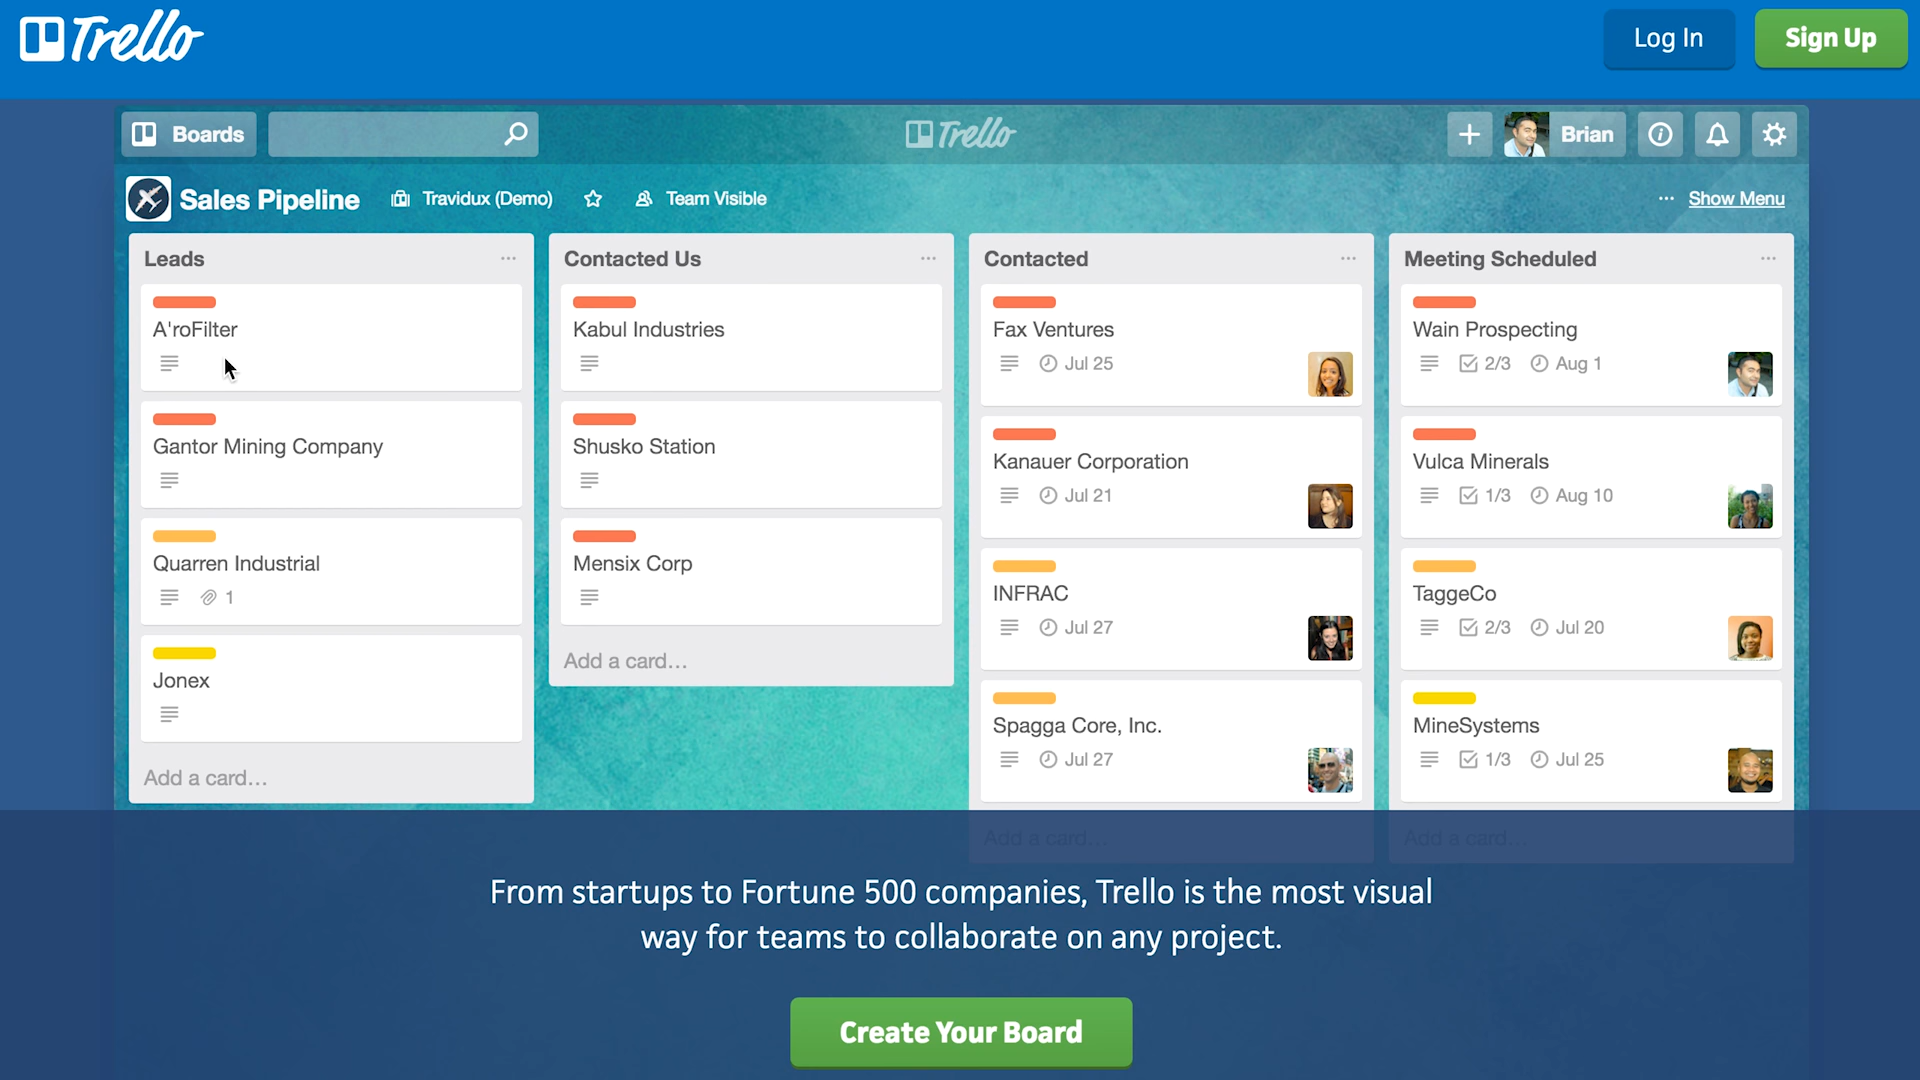 Trello
Log In
Sign Up
Boards
Trello
Brian
Sales Pipeline
Travidux (Demo)
Team Visible
Show Menu
Leads
A'roFilter
Gantor Mining Company
Quarren Industrial
1
Jonex
Add a card…
Contacted Us
Kabul Industries
Shusko Station
Mensix Corp
Add a card…
Contacted
Fax Ventures
Jul 25
Kanauer Corporation
Jul 21
INFRAC
Jul 27
Spagga Core, Inc.
Jul 27
Add a card…
Meeting Scheduled
Wain Prospecting
2/3 Aug 1
Vulca Minerals
1/3 Aug 10
TaggeCo
2/3 Jul 20
MineSystems
1/3 Jul 25
Add a card…
From startups to Fortune 500 companies, Trello is the most visual
way for teams to collaborate on any project.
Create Your Board